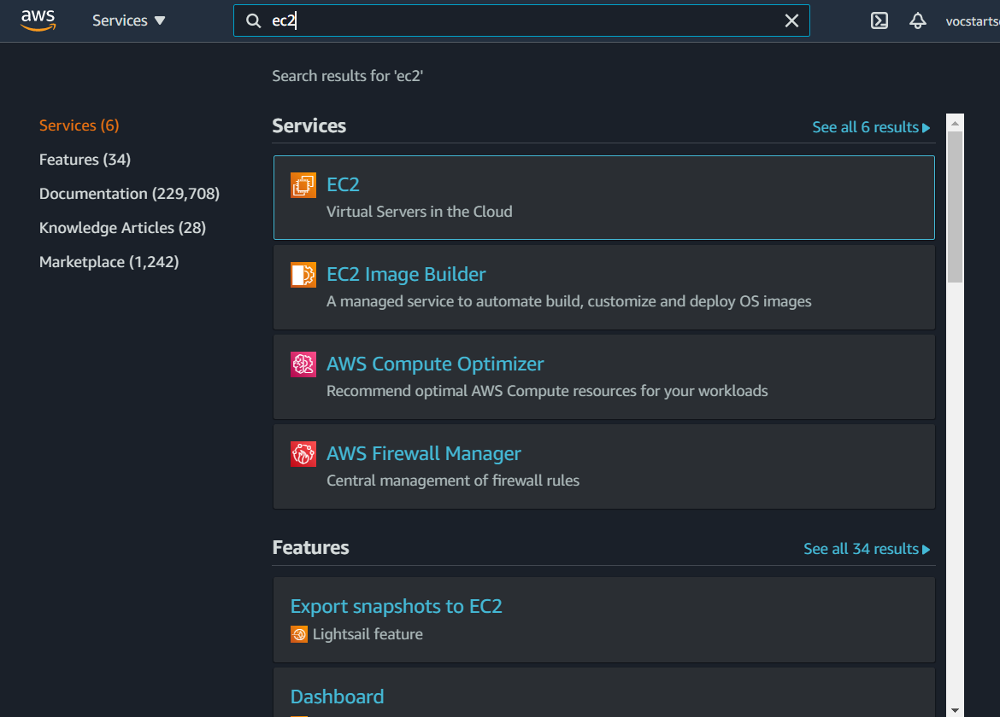 aws
Services ▼
ec2
vocstarts
Search results for 'ec2'
Services (6)
Features (34)
Documentation (229,708)
Knowledge Articles (28)
Marketplace (1,242)
Services
See all 6 results ▶
EC2
Virtual Servers in the Cloud
EC2 Image Builder
A managed service to automate build, customize and deploy OS images
AWS Compute Optimizer
Recommend optimal AWS Compute resources for your workloads
AWS Firewall Manager
Central management of firewall rules
Features
See all 34 results ▶
Export snapshots to EC2
Lightsail feature
Dashboard